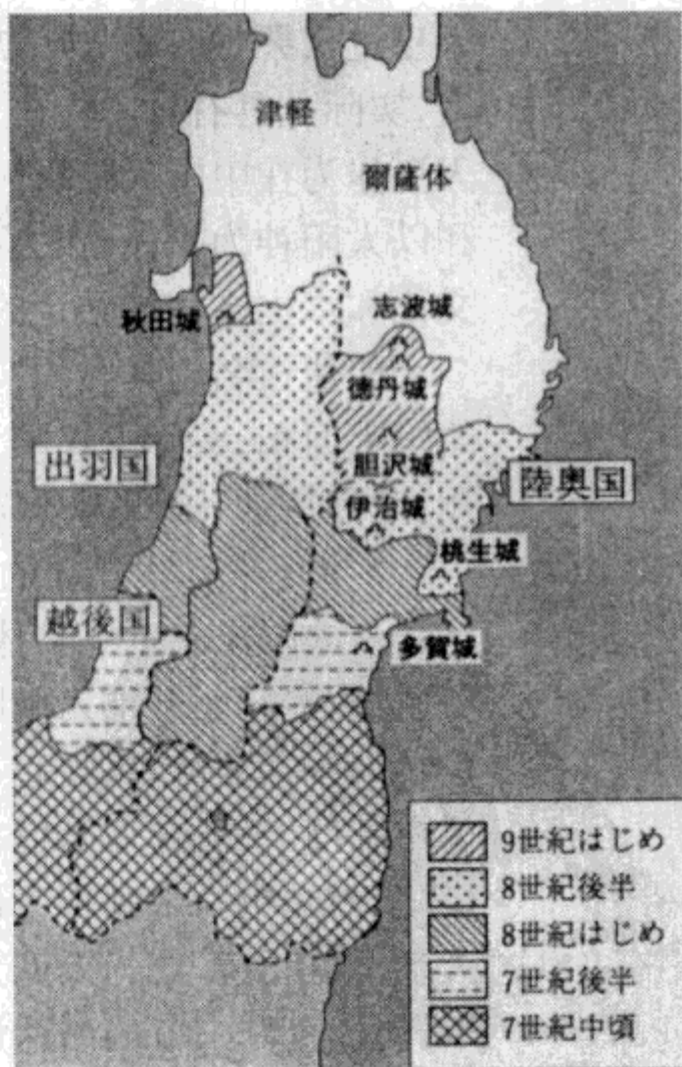 津軽
爾薩体
志波城
秋田城
徳丹城
胆沢城
出羽国
陸奥国
伊治城
桃生城
越後国
多賀城
9世紀はじめ
8世紀後半
8世紀はじめ
7世紀後半
7世紀中頃